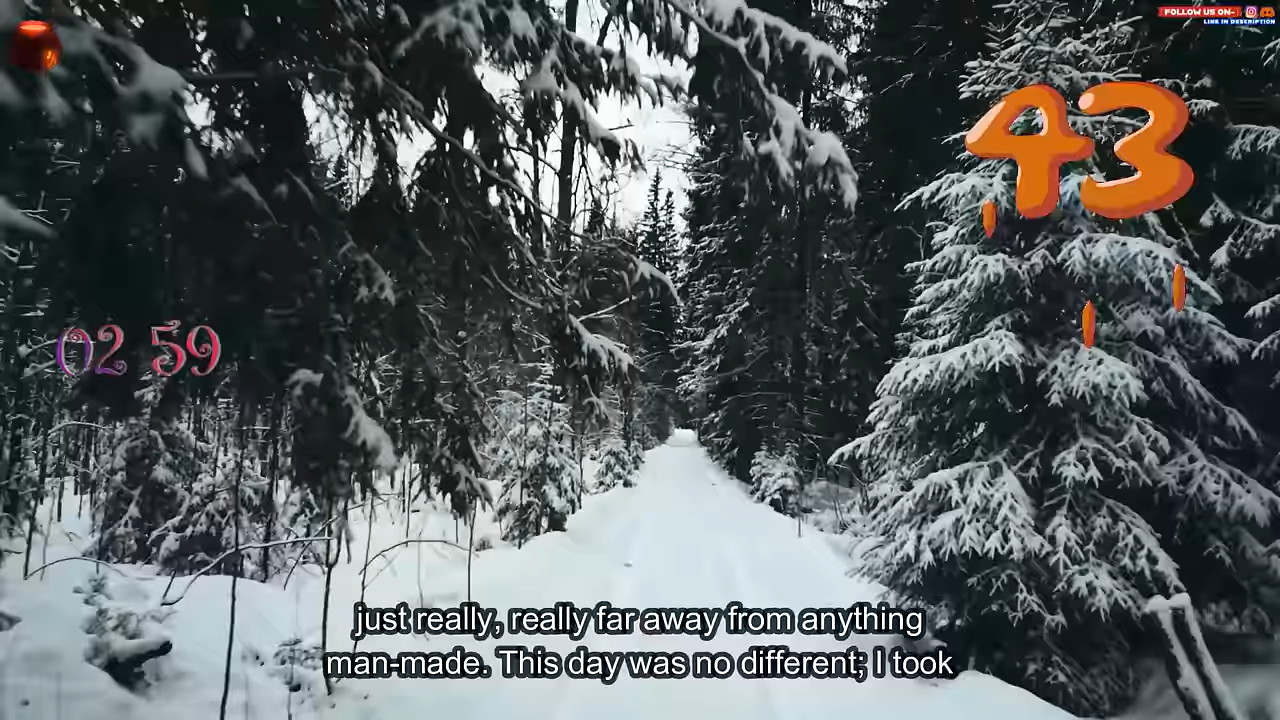 FOLLOW US ON-
LINK IN DESCRIPTION
43
02 59
just really, really far away from anything
man-made. This day was no different; I took